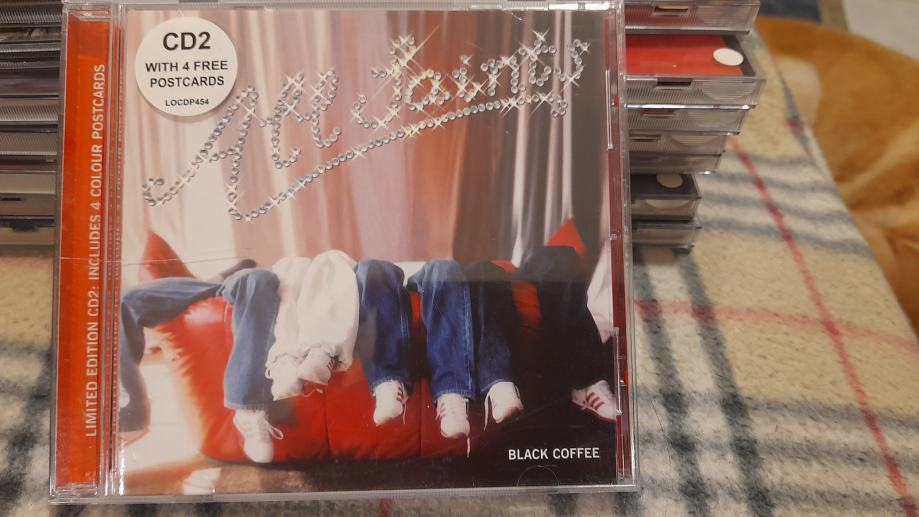 CD2
WITH 4 FREE
POSTCARDS
LOCDP454
All Saints
LIMITED EDITION CD2: INCLUDES 4 COLOUR POSTCARDS
BLACK COFFEE